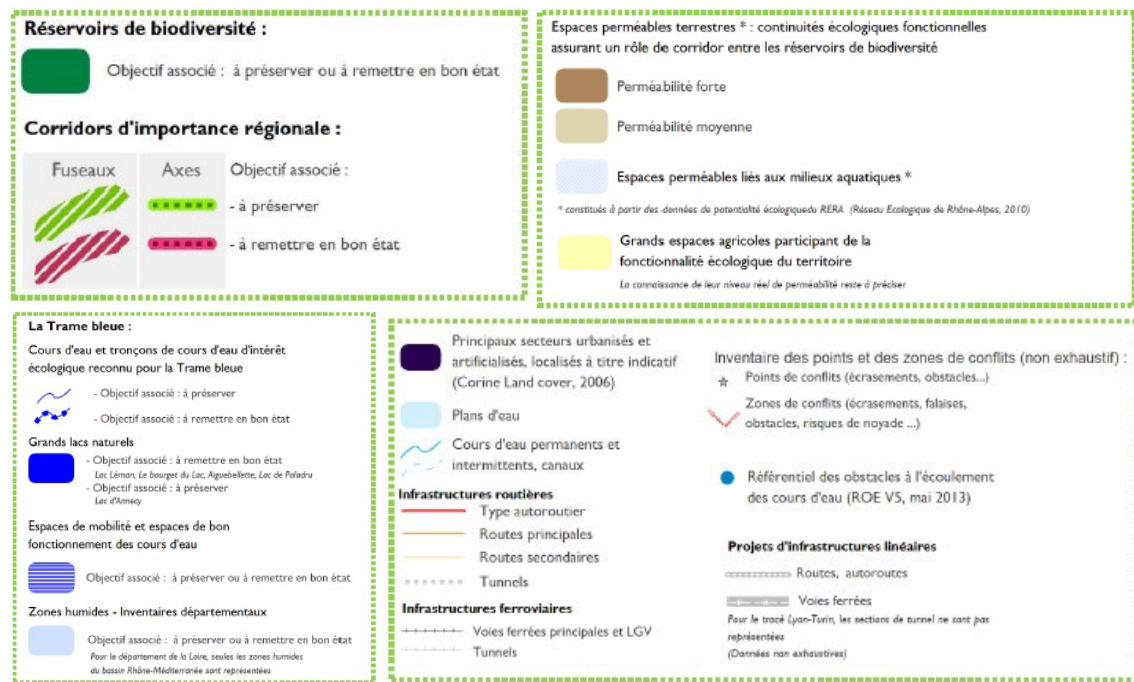 Réservoirs de biodiversité :
Objectif associé : à préserver ou à remettre en bon état
Corridors d'importance régionale :
Fuseaux
Axes
Objectif associé :
- à préserver
- à remettre en bon état
Espaces perméables terrestres * : continuités écologiques fonctionnelles
assurant un rôle de corridor entre les réservoirs de biodiversité
Perméabilité forte
Perméabilité moyenne
Espaces perméables liés aux milieux aquatiques *
* constitués à partir des données de potentialité écologiquedu RERA (Réseau Ecologique de Rhône-Alpes, 2010)
Grands espaces agricoles participant de la
fonctionnalité écologique du territoire
La connaissance de leur niveau réel de perméabilité reste à préciser
La Trame bleue :
Cours d'eau et tronçons de cours d'eau d'intérêt
écologique reconnu pour la Trame bleue
- Objectif associé : à préserver
- Objectif associé : à remettre en bon état
Grands lacs naturels
- Objectif associé : à remettre en bon état
Lac Léman, Le bourget du Lac, Aiguebellette, Lac de Paladru
- Objectif associé : à préserver
Lac d'Annecy
Espaces de mobilité et espaces de bon
fonctionnement des cours d'eau
Objectif associé : à préserver ou à remettre en bon état
Zones humides - Inventaires départementaux
Objectif associé : à préserver ou à remettre en bon état
Pour le département de la Loire, seules les zones humides
du bassin Rhône-Méditerranée sont représentées
Principaux secteurs urbanisés et
artificialisés, localisés à titre indicatif
(Corine Land cover, 2006)
Plans d'eau
Cours d'eau permanents et
intermittents, canaux
Infrastructures routières
Type autoroutier
Routes principales
Routes secondaires
Tunnels
Infrastructures ferroviaires
Voies ferrées principales et LGV
Tunnels
Inventaire des points et des zones de conflits (non exhaustif) :
Points de conflits (écrasements, obstacles...)
Zones de conflits (écrasements, falaises,
obstacles, risques de noyade ...)
Référentiel des obstacles à l'écoulement
des cours d'eau (ROE V5, mai 2013)
Projets d'infrastructures linéaires
Routes, autoroutes
Voies ferrées
Pour le tracé Lyon-Turin, les sections de tunnel ne sont pas
représentées
(Données non exhaustives)